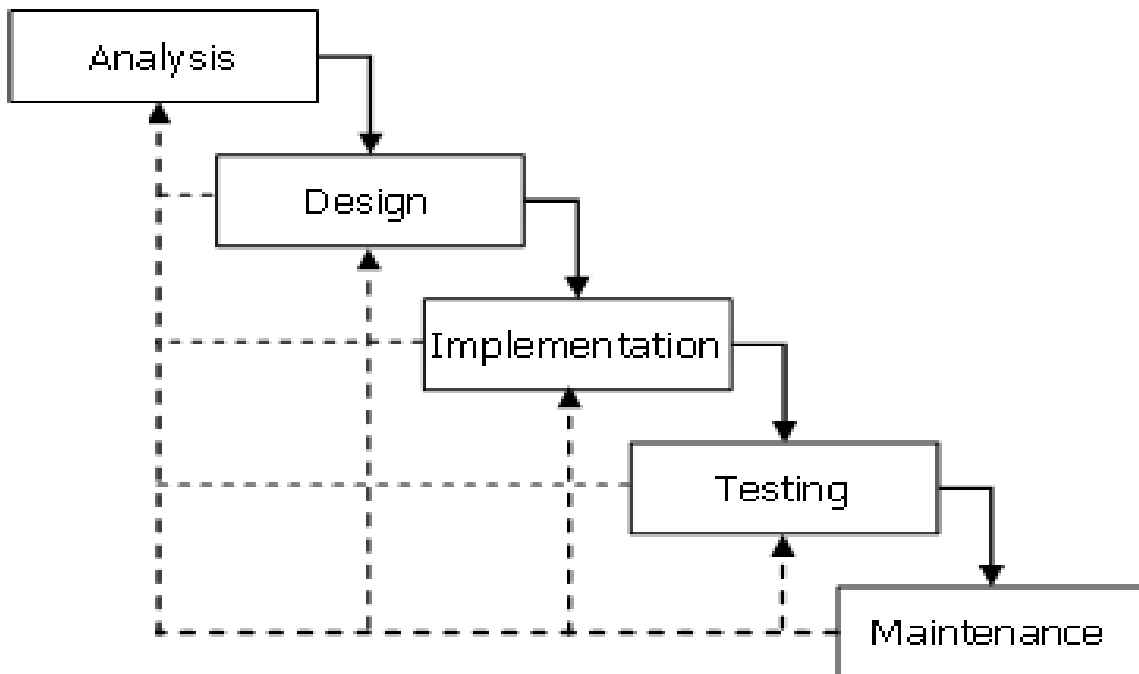 Analysis
Design
Implementation
Testing
Maintenance